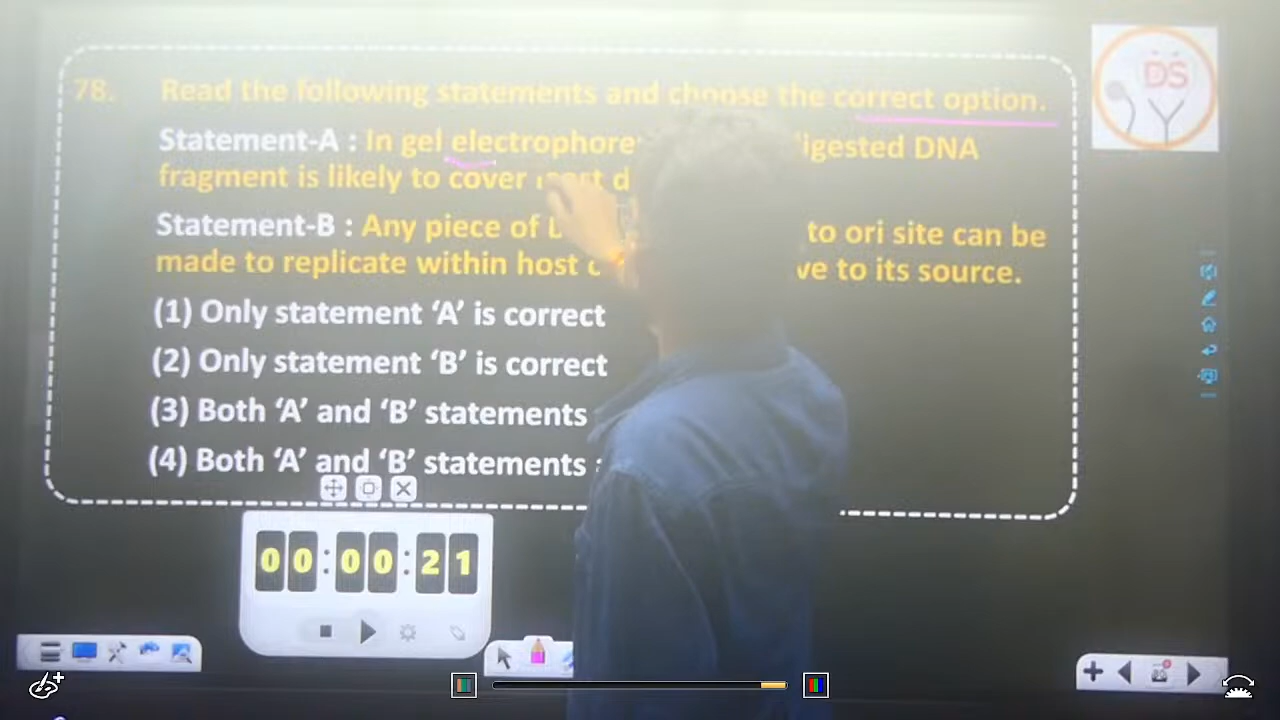 78. Read the following statements and choose the correct option.
Statement-A : In gel electrophore igested DNA
fragment is likely to cover most d
Statement-B : Any piece of to ori site can be
made to replicate within host c ve to its source.
(1) Only statement ‘A’ is correct
(2) Only statement ‘B’ is correct
(3) Both ‘A’ and ‘B’ statements
(4) Both ‘A’ and ‘B’ statements
00:00:21
DS